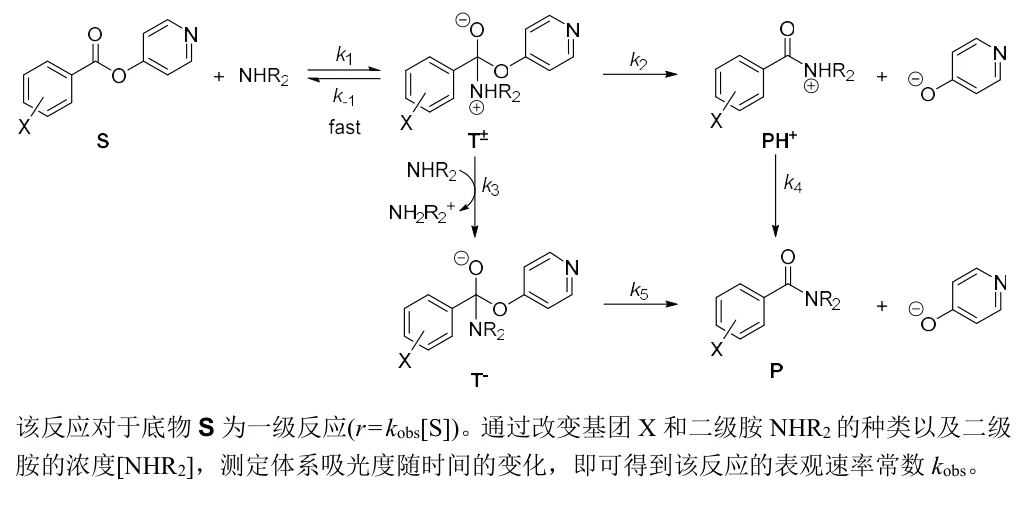 O
N
O
X
S
+ NHR₂
k₁
k₋₁
fast
⊖O
N
O
NHR₂
⊕
X
T±
k₂
O
NHR₂
⊕
X
PH⁺
+
⊖O
N
NHR₂
NH₂R₂⁺
k₃
k₄
⊖O
N
O
NR₂
X
T⁻
k₅
O
NR₂
X
P
+
⊖O
N
该反应对于底物 S 为一级反应(r=k_obs[S])。通过改变基团 X 和二级胺 NHR₂ 的种类以及二级
胺的浓度[NHR₂]，测定体系吸光度随时间的变化，即可得到该反应的表观速率常数 k_obs。